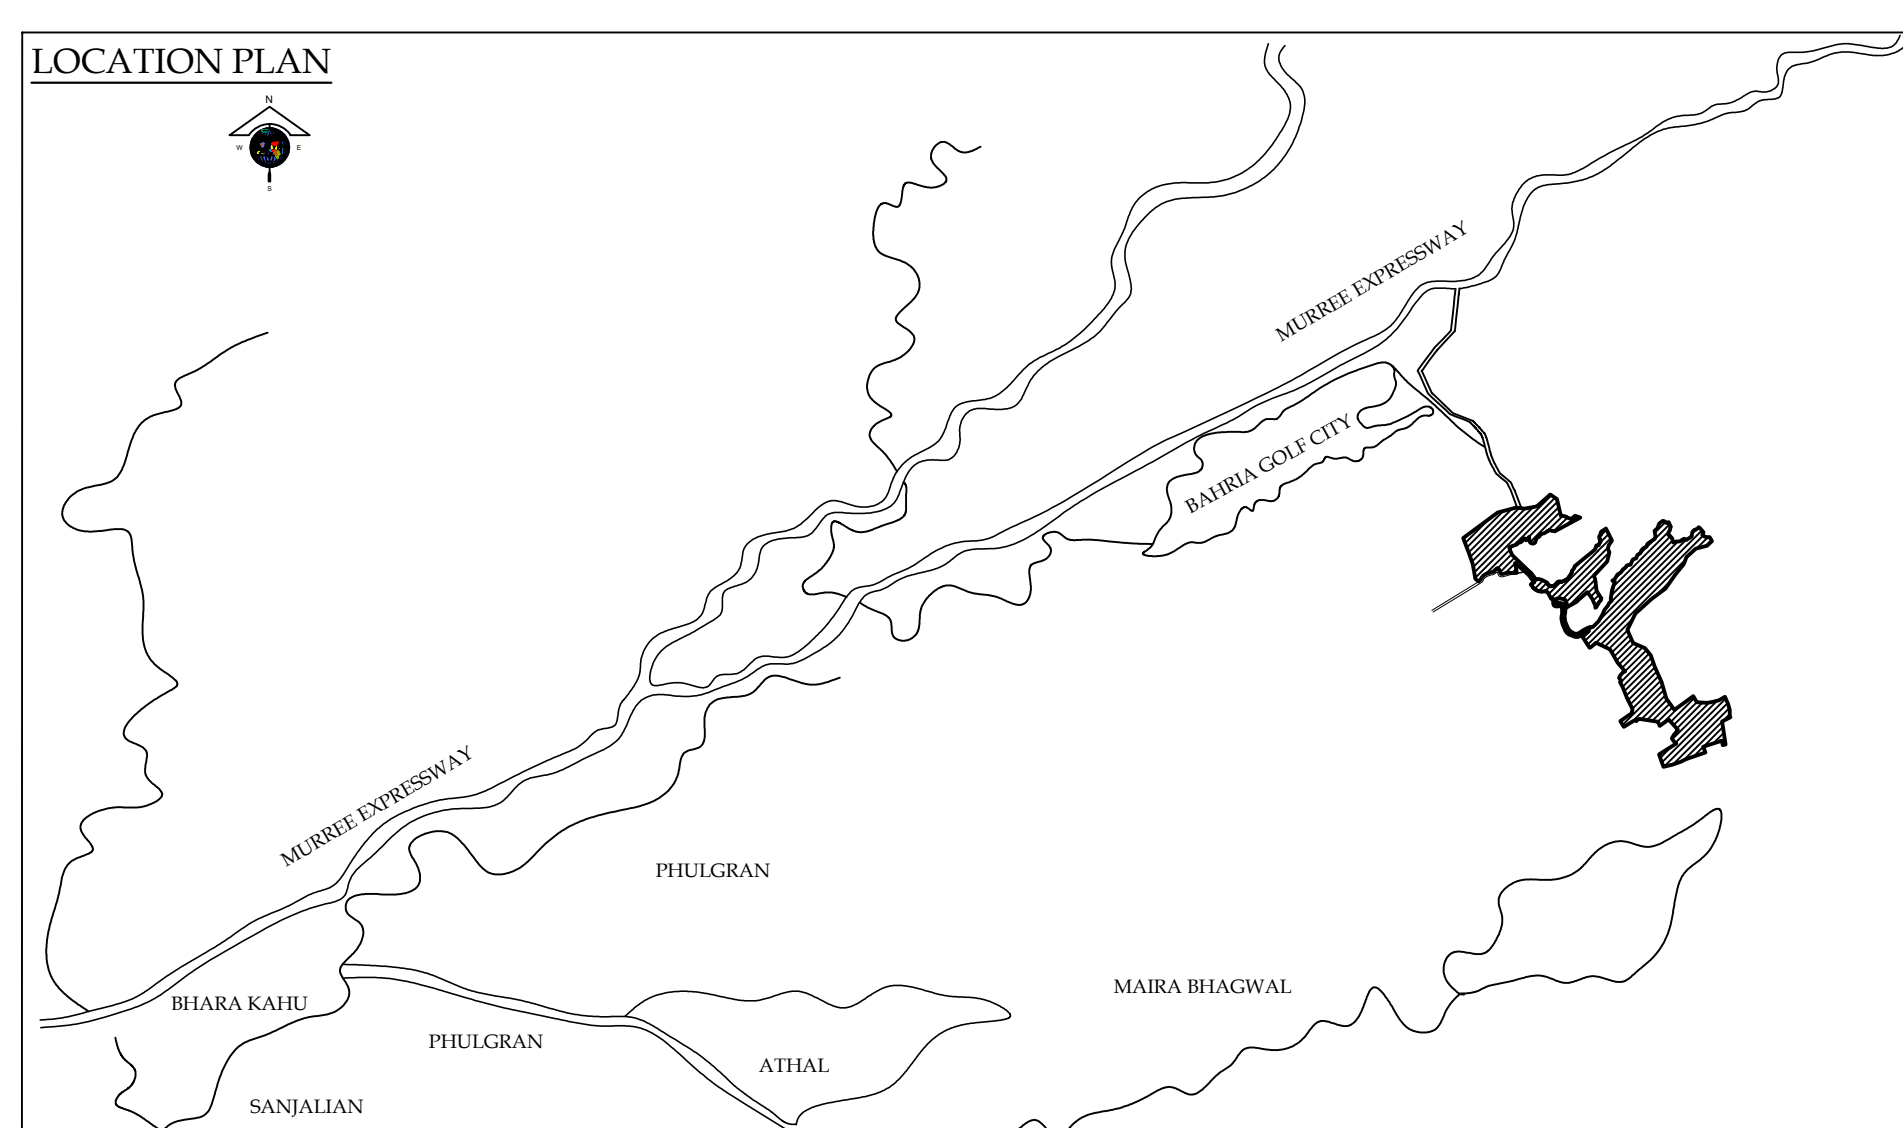 LOCATION PLAN
N
W E
S
MURREE EXPRESSWAY
BAHRIA GOLF CITY
MURREE EXPRESSWAY
PHULGRAN
MAIRA BHAGWAL
BHARA KAHU
PHULGRAN
ATHAL
SANJALIAN